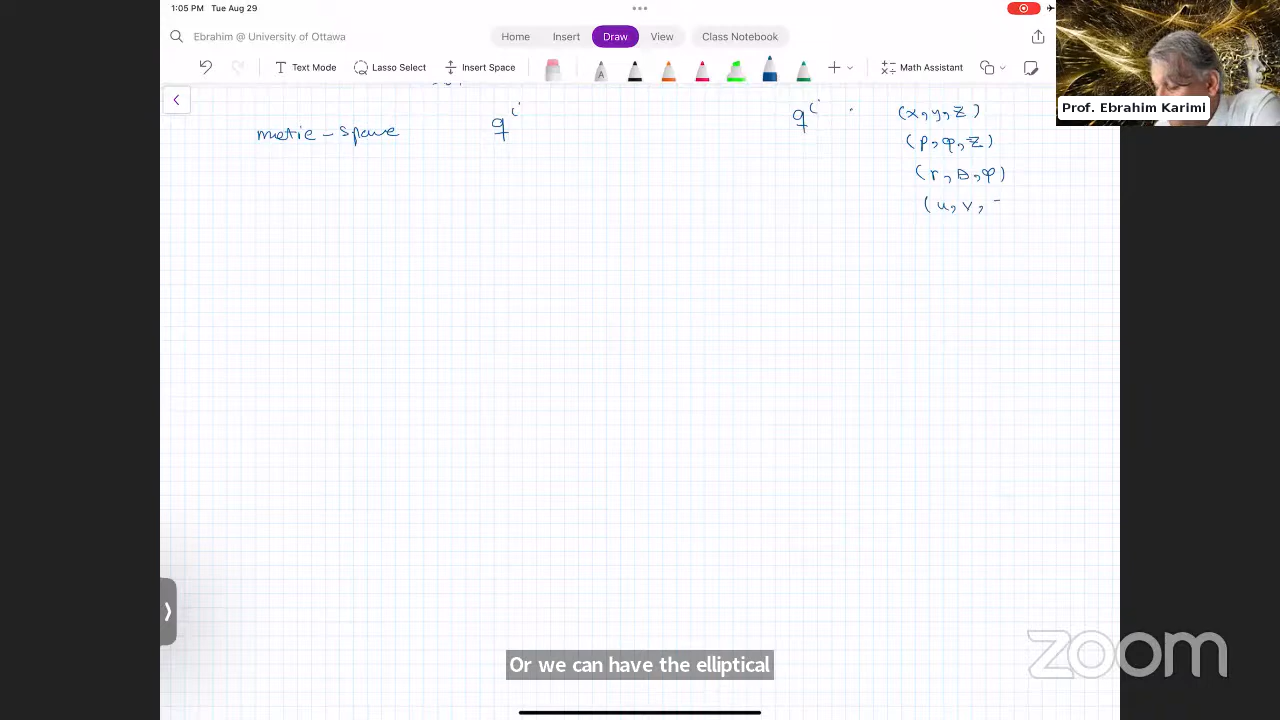 1:05 PM Tue Aug 29
Ebrahim @ University of Ottawa
Home Insert Draw View Class Notebook
Text Mode Lasso Select Insert Space Math Assistant
Prof. Ebrahim Karimi
metric-space q^i q^i (x, y, z)
(ρ, φ, z)
(r, θ, φ)
(u, v,
Or we can have the elliptical
zoom